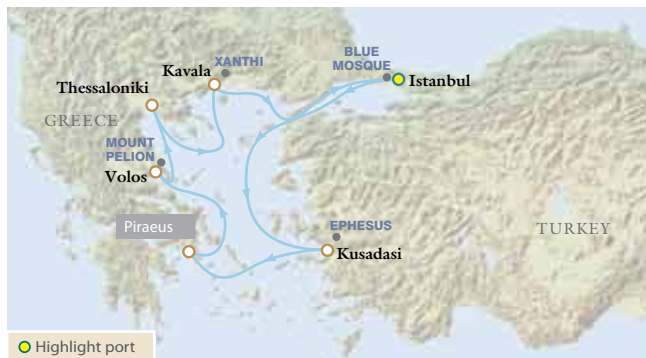 BLUE
MOSQUE
XANTHI
Kavala
Istanbul
Thessaloniki
GREECE
MOUNT
PELION
Volos
Piraeus
EPHESUS
TURKEY
Kusadasi
Highlight port